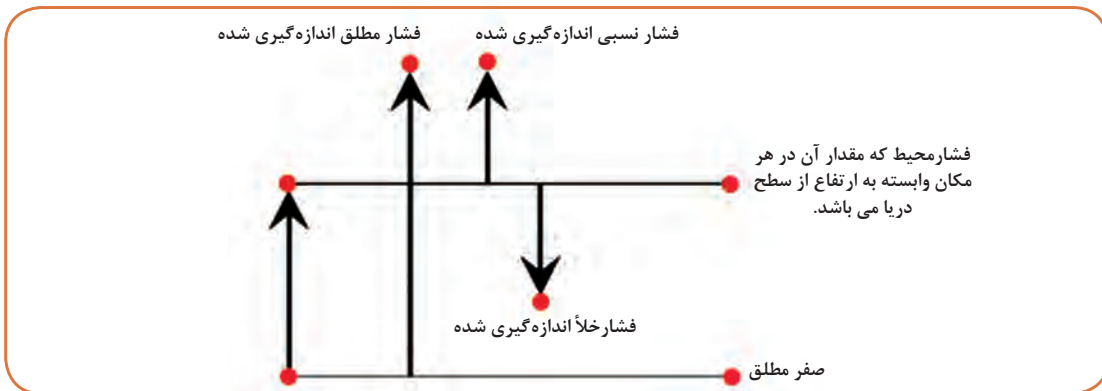 فشار نسبی اندازه‌گیری شده
فشار مطلق اندازه‌گیری شده
فشارمحیط که مقدار آن در هر
مکان وابسته به ارتفاع از سطح
دریا می باشد.
فشارخلأ اندازه‌گیری شده
صفر مطلق